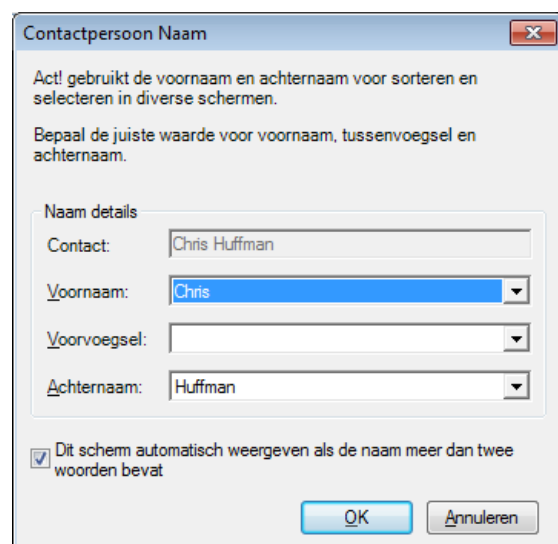 Contactpersoon Naam
Act! gebruikt de voornaam en achternaam voor sorteren en
selecteren in diverse schermen.
Bepaal de juiste waarde voor voornaam, tussenvoegsel en
achternaam.
Naam details
Contact: Chris Huffman
Voornaam: Chris
Voorvoegsel:
Achternaam: Huffman
Dit scherm automatisch weergeven als de naam meer dan twee
woorden bevat
OK Annuleren